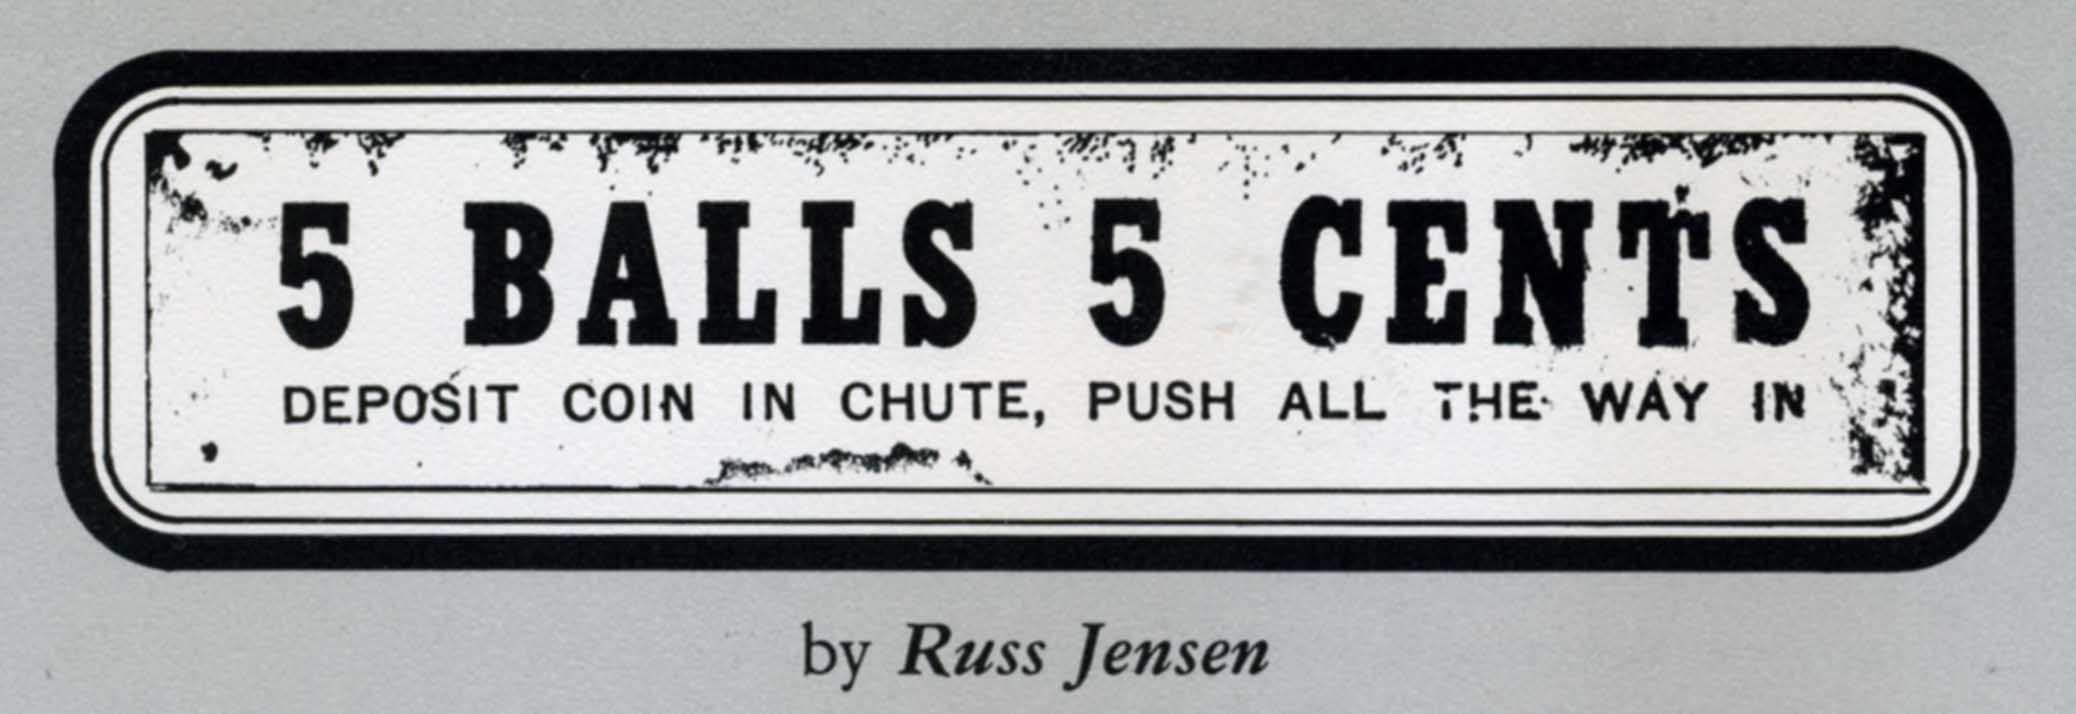 5 BALLS 5 CENTS
DEPOSIT COIN IN CHUTE, PUSH ALL THE WAY IN
by Russ Jensen